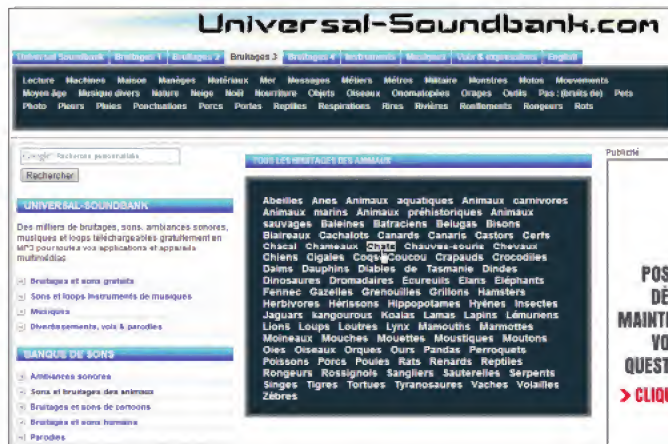 Universal-Soundbank.com
Universal Soundbank Bruitages 1 Bruitages 2 Bruitages 3 Bruitages 4 Instruments Musiques Voix & expressions English
Lecture Machines Maison Manèges Matériaux Mer Messages Métiers Métros Militaire Monstres Motos Mouvements
Moyen âge Musique divers Nature Neige Noël Nourriture Objets Oiseaux Onomatopées Orages Outils Pas : (bruits de) Pets
Photo Pleurs Pluies Ponctuations Porcs Portes Reptiles Respirations Rires Rivières Ronflements Rongeurs Rots
Google Recherche personnalisée
Rechercher
UNIVERSAL-SOUNDBANK
Des milliers de bruitages, sons, ambiances sonores,
musiques et loops téléchargeables gratuitement en
MP3 pour toutes vos applications et appareils
multimédias
Bruitages et sons gratuits
Sons et loops instruments de musiques
Musiques
Divertissements, voix & parodies
BANQUE DE SONS
Ambiances sonores
Sons et bruitages des animaux
Bruitages et sons de cartoons
Bruitages et sons humains
Parodies
TOUS LES BRUITAGES DES ANIMAUX
Abeilles Anes Animaux aquatiques Animaux carnivores
Animaux marins Animaux préhistoriques Animaux
sauvages Baleines Batraciens Belugas Bisons
Blaireaux Cachalots Canards Canaris Castors Cerfs
Chacal Chameaux Chats Chauves-souris Chevaux
Chiens Cigales Coqs Coucou Crapauds Crocodiles
Daims Dauphins Diables de Tasmanie Dindes
Dinosaures Dromadaires Ecureuils Elans Eléphants
Fennec Gazelles Grenouilles Grillons Hamsters
Herbivores Hérissons Hippopotames Hyènes Insectes
Jaguars kangourous Koalas Lamas Lapins Lémuriens
Lions Loups Loutres Lynx Mamouths Marmottes
Moineaux Mouches Mouettes Moustiques Moutons
Oies Oiseaux Orques Ours Pandas Perroquets
Poissons Porcs Poules Rats Renards Reptiles
Rongeurs Rossignols Sangliers Sauterelles Serpents
Singes Tigres Tortues Tyranosaures Vaches Volailles
Zèbres
Publicité
POS
DÉ
MAINTE
VO
QUEST
> CLIQU